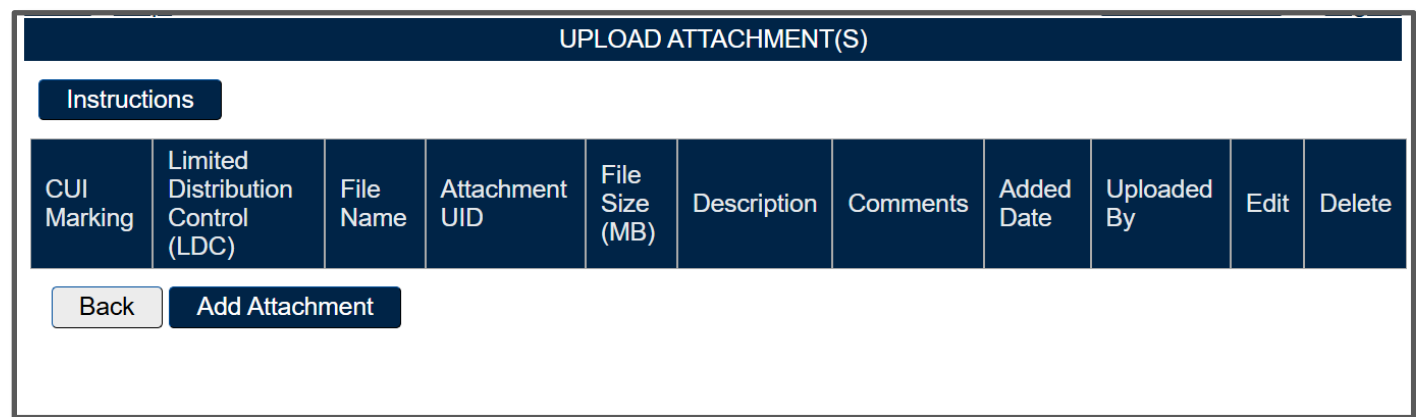 UPLOAD ATTACHMENT(S)
Instructions
CUI
Marking
Limited
Distribution
Control
(LDC)
File
Name
Attachment
UID
File
Size
(MB)
Description
Comments
Added
Date
Uploaded
By
Edit
Delete
Back
Add Attachment